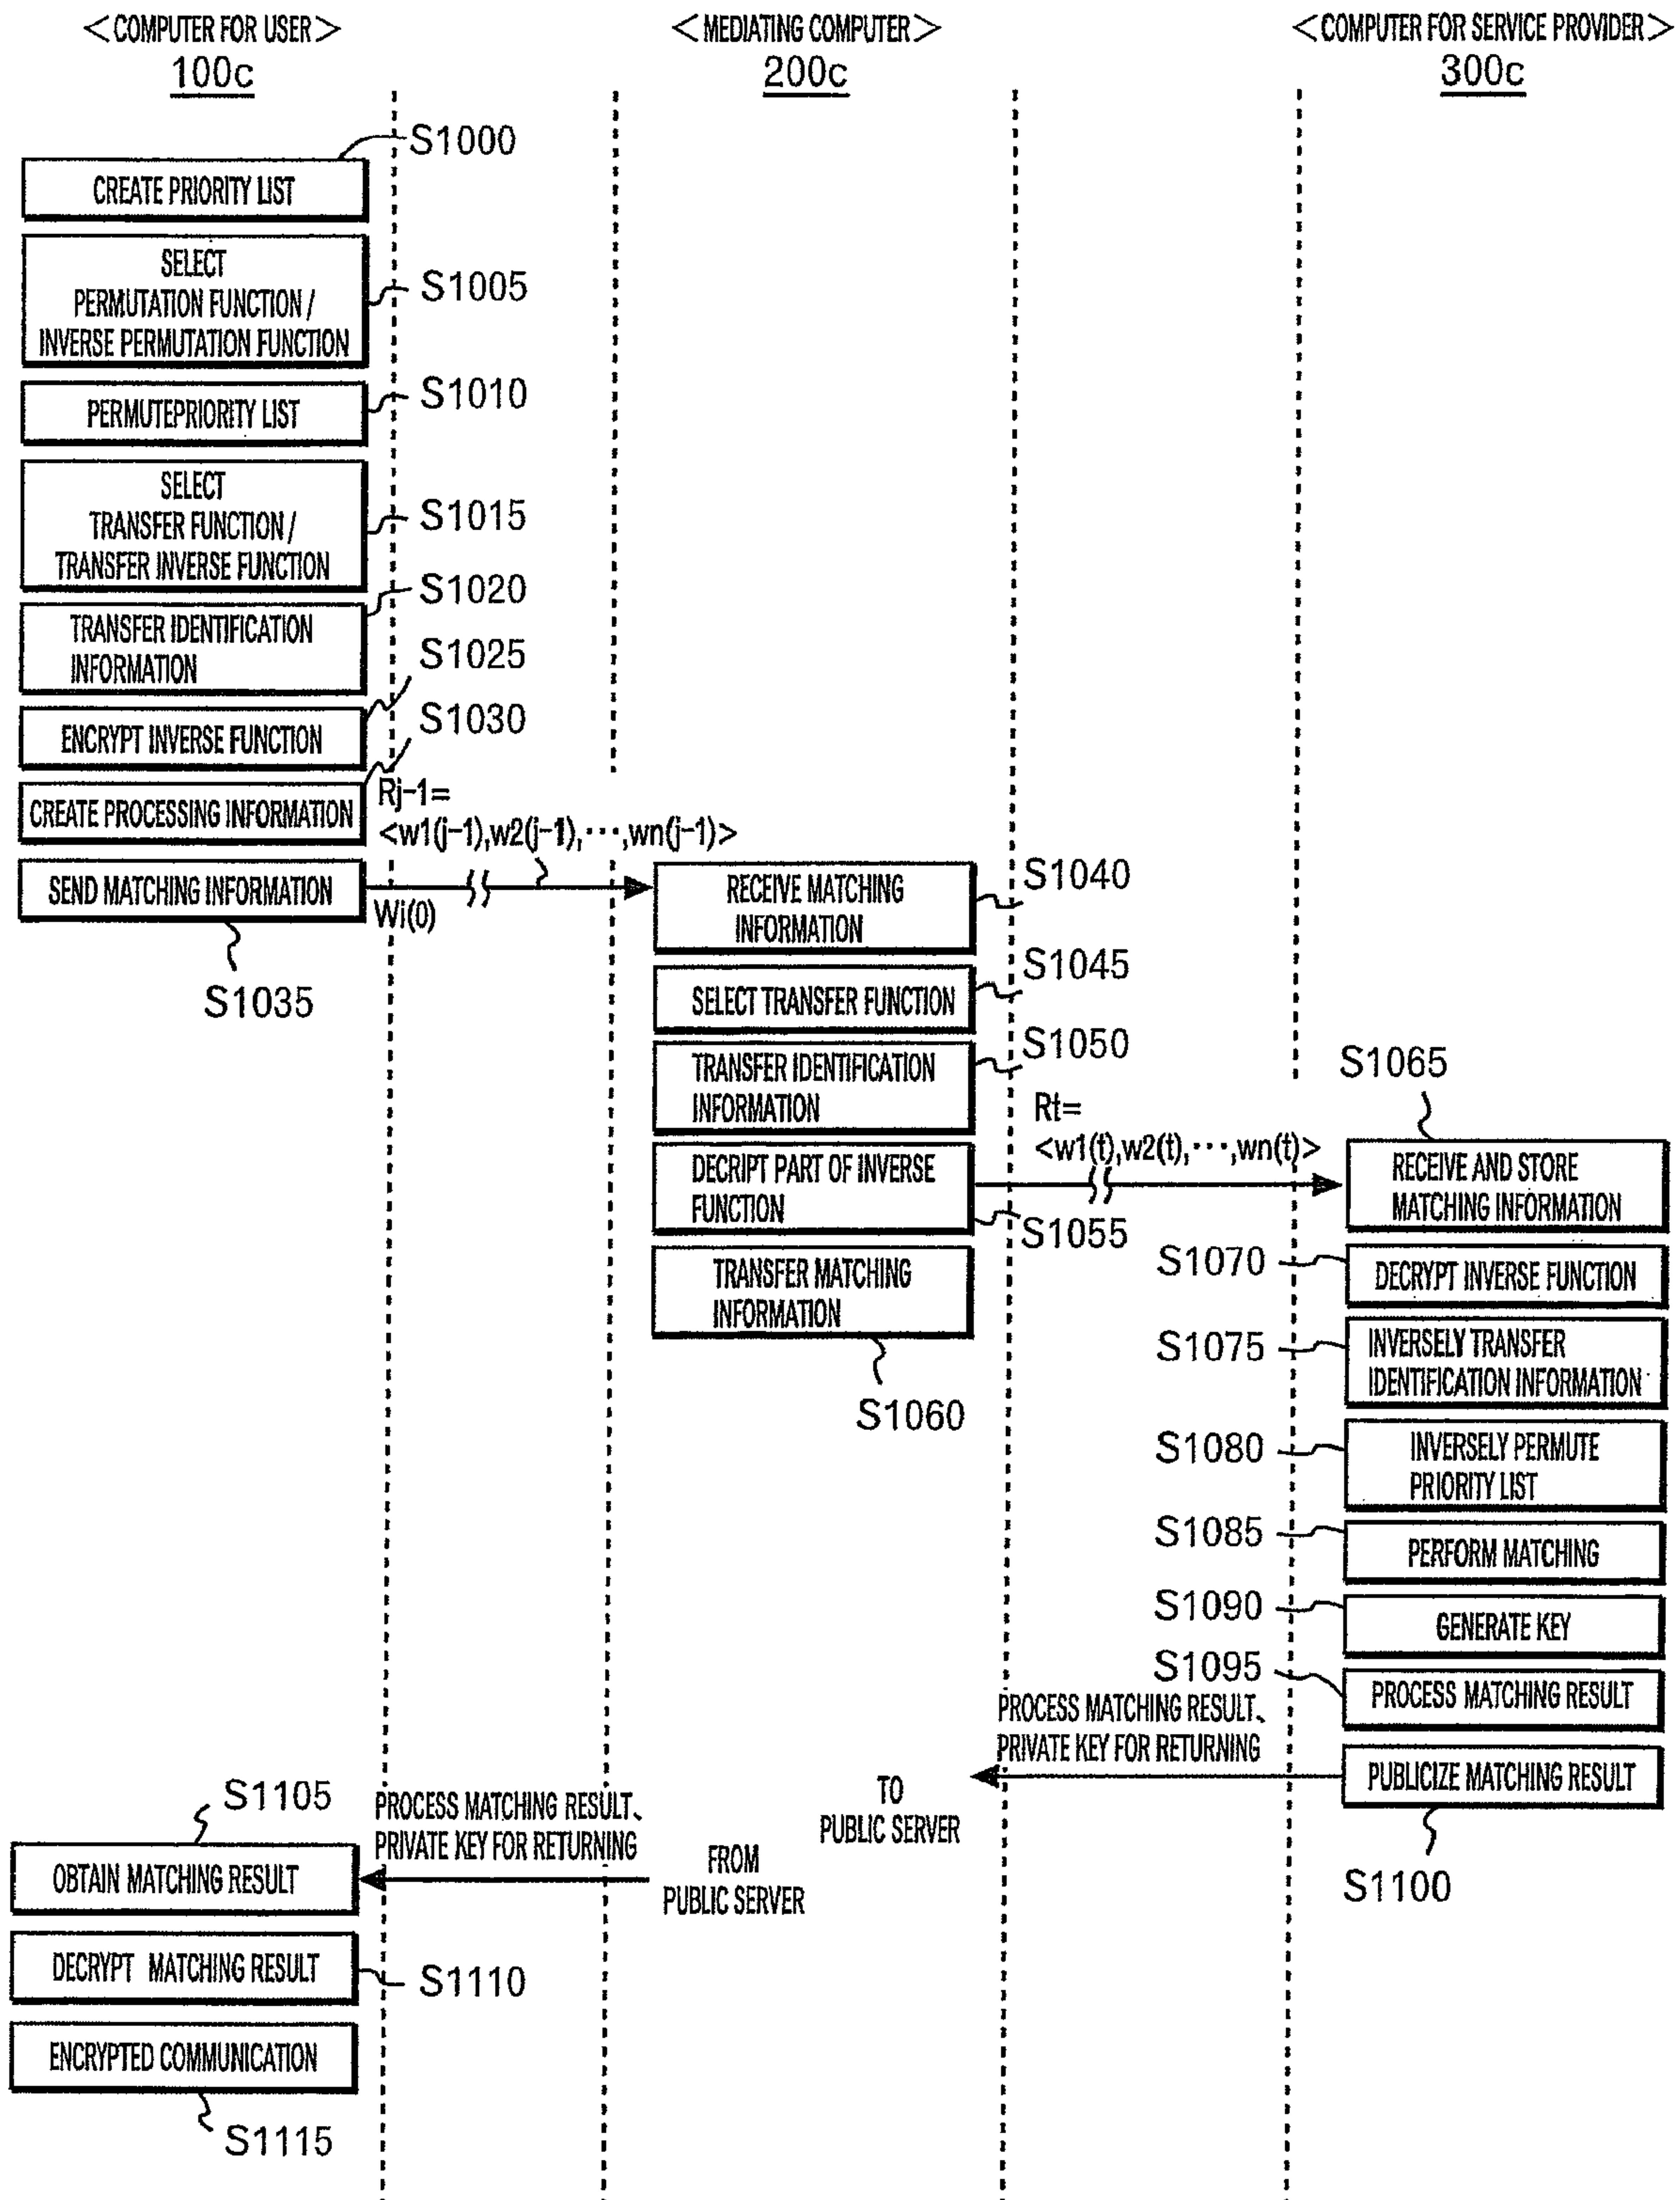 <COMPUTER FOR USER>
100c
<MEDIATING COMPUTER>
200c
<COMPUTER FOR SERVICE PROVIDER>
300c
S1000
CREATE PRIORITY LIST
SELECT
PERMUTATION FUNCTION /
INVERSE PERMUTATION FUNCTION
S1005
PERMUTEPRIORITY LIST
S1010
SELECT
TRANSFER FUNCTION /
TRANSFER INVERSE FUNCTION
S1015
S1020
TRANSFER IDENTIFICATION
INFORMATION
S1025
ENCRYPT INVERSE FUNCTION
S1030
CREATE PROCESSING INFORMATION
Rj-1=
<w1(j-1),w2(j-1),···,wn(j-1)>
SEND MATCHING INFORMATION
Wi(0)
S1035
RECEIVE MATCHING
INFORMATION
S1040
SELECT TRANSFER FUNCTION
S1045
TRANSFER IDENTIFICATION
INFORMATION
S1050
Rt=
<w1(t),w2(t),···,wn(t)>
DECRIPT PART OF INVERSE
FUNCTION
S1055
TRANSFER MATCHING
INFORMATION
S1060
S1065
RECEIVE AND STORE
MATCHING INFORMATION
S1070
DECRYPT INVERSE FUNCTION
S1075
INVERSELY TRANSFER
IDENTIFICATION INFORMATION
S1080
INVERSELY PERMUTE
PRIORITY LIST
S1085
PERFORM MATCHING
S1090
GENERATE KEY
S1095
PROCESS MATCHING RESULT
PROCESS MATCHING RESULT、
PRIVATE KEY FOR RETURNING
PUBLICIZE MATCHING RESULT
S1100
TO
PUBLIC SERVER
S1105
PROCESS MATCHING RESULT、
PRIVATE KEY FOR RETURNING
FROM
PUBLIC SERVER
OBTAIN MATCHING RESULT
DECRYPT MATCHING RESULT
S1110
ENCRYPTED COMMUNICATION
S1115